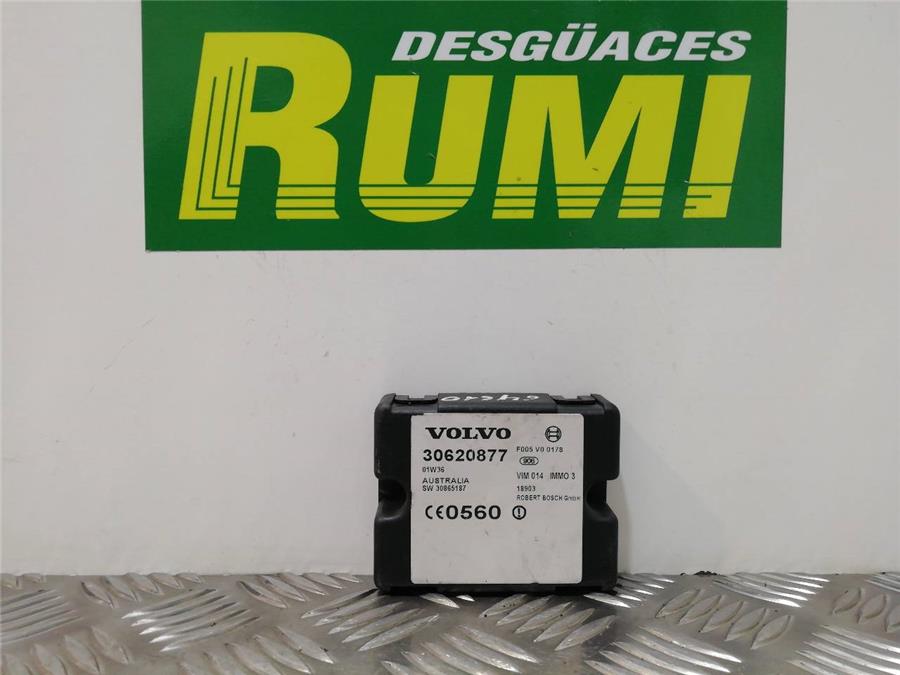 DESGÜACES
RUMI
VOLVO
30620877
01W36
AUSTRALIA
SW 30865187
CE0560
F005 V0 0178
906
VIM 014 IMMO 3
18903
ROBERT BOSCH GmbH